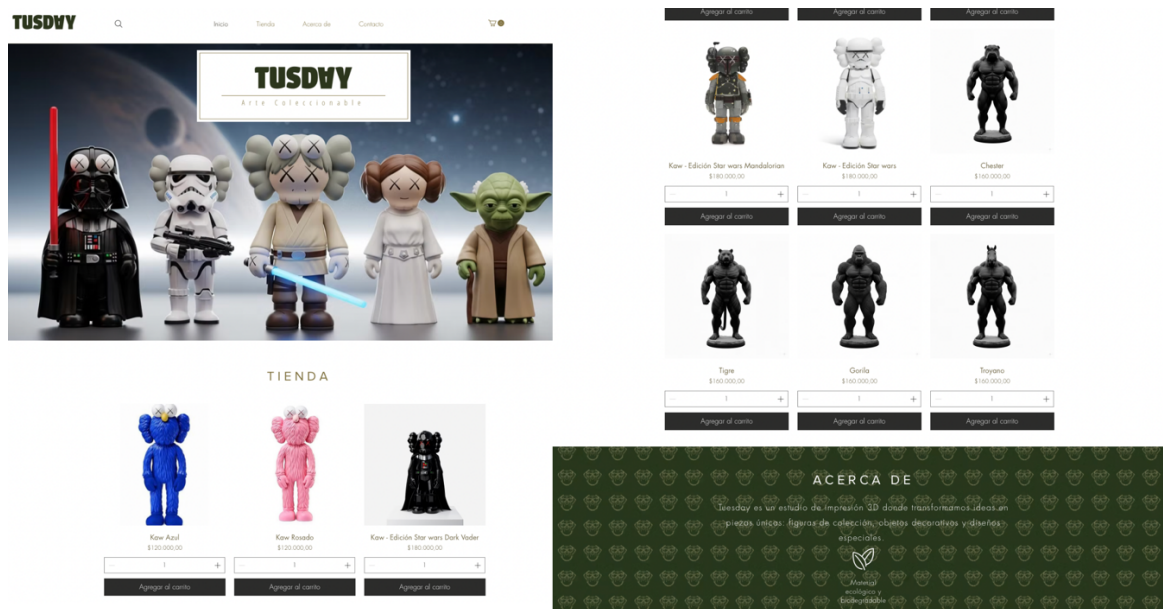 TUSDAY
Inicio
Tienda
Acerca de
Contacto
0
TUSDAY
Arte Coleccionable
TIENDA
Kaw Azul
$120.000,00
1
Agregar al carrito
Kaw Rosado
$120.000,00
1
Agregar al carrito
Kaw - Edición Star wars Dark Vader
$180.000,00
1
Agregar al carrito
Agregar al carrito
Agregar al carrito
Agregar al carrito
Kaw - Edición Star wars Mandalorian
$180.000,00
1
Agregar al carrito
Kaw - Edición Star wars
$180.000,00
1
Agregar al carrito
Chester
$160.000,00
1
Agregar al carrito
Tigre
$160.000,00
1
Agregar al carrito
Gorila
$160.000,00
1
Agregar al carrito
Troyano
$160.000,00
1
Agregar al carrito
ACERCA DE
Tuesday es un estudio de impresión 3D donde transformamos ideas en
piezas únicas: figuras de colección, objetos decorativos y diseños
especiales.
Material
ecológico y
biodegradable